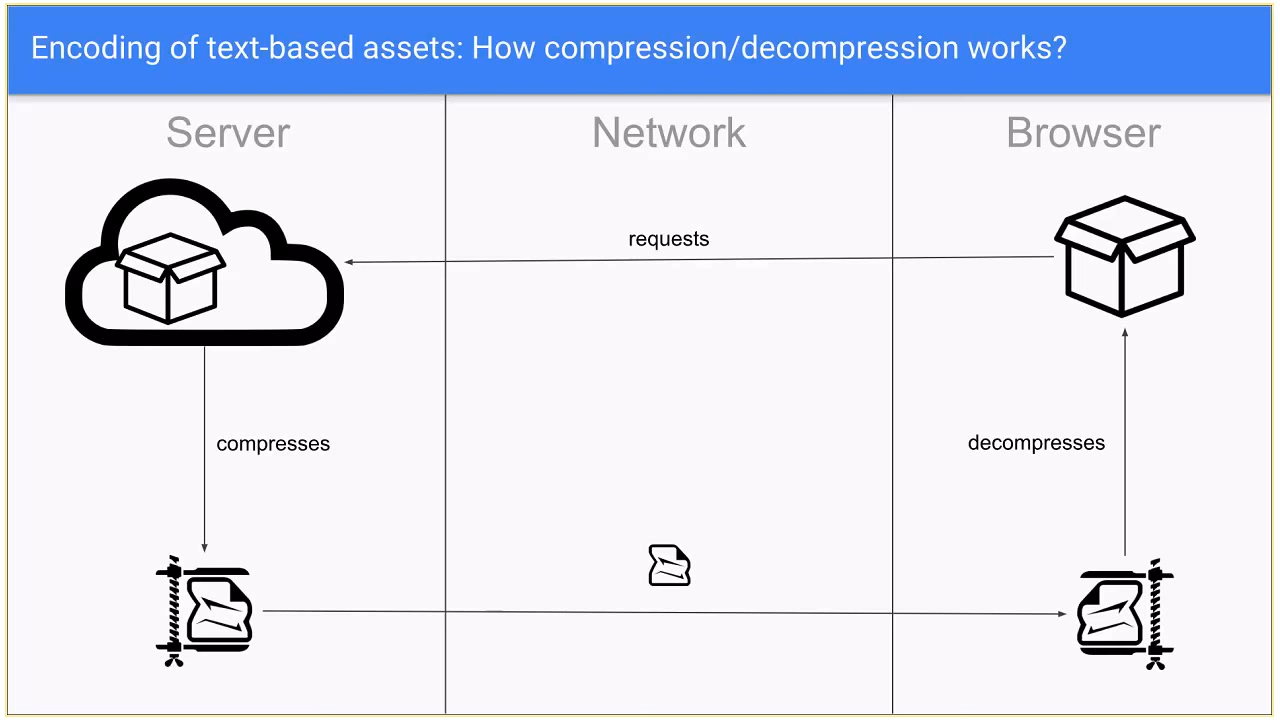 Encoding of text-based assets: How compression/decompression works?
Server
Network
Browser
requests
compresses
decompresses